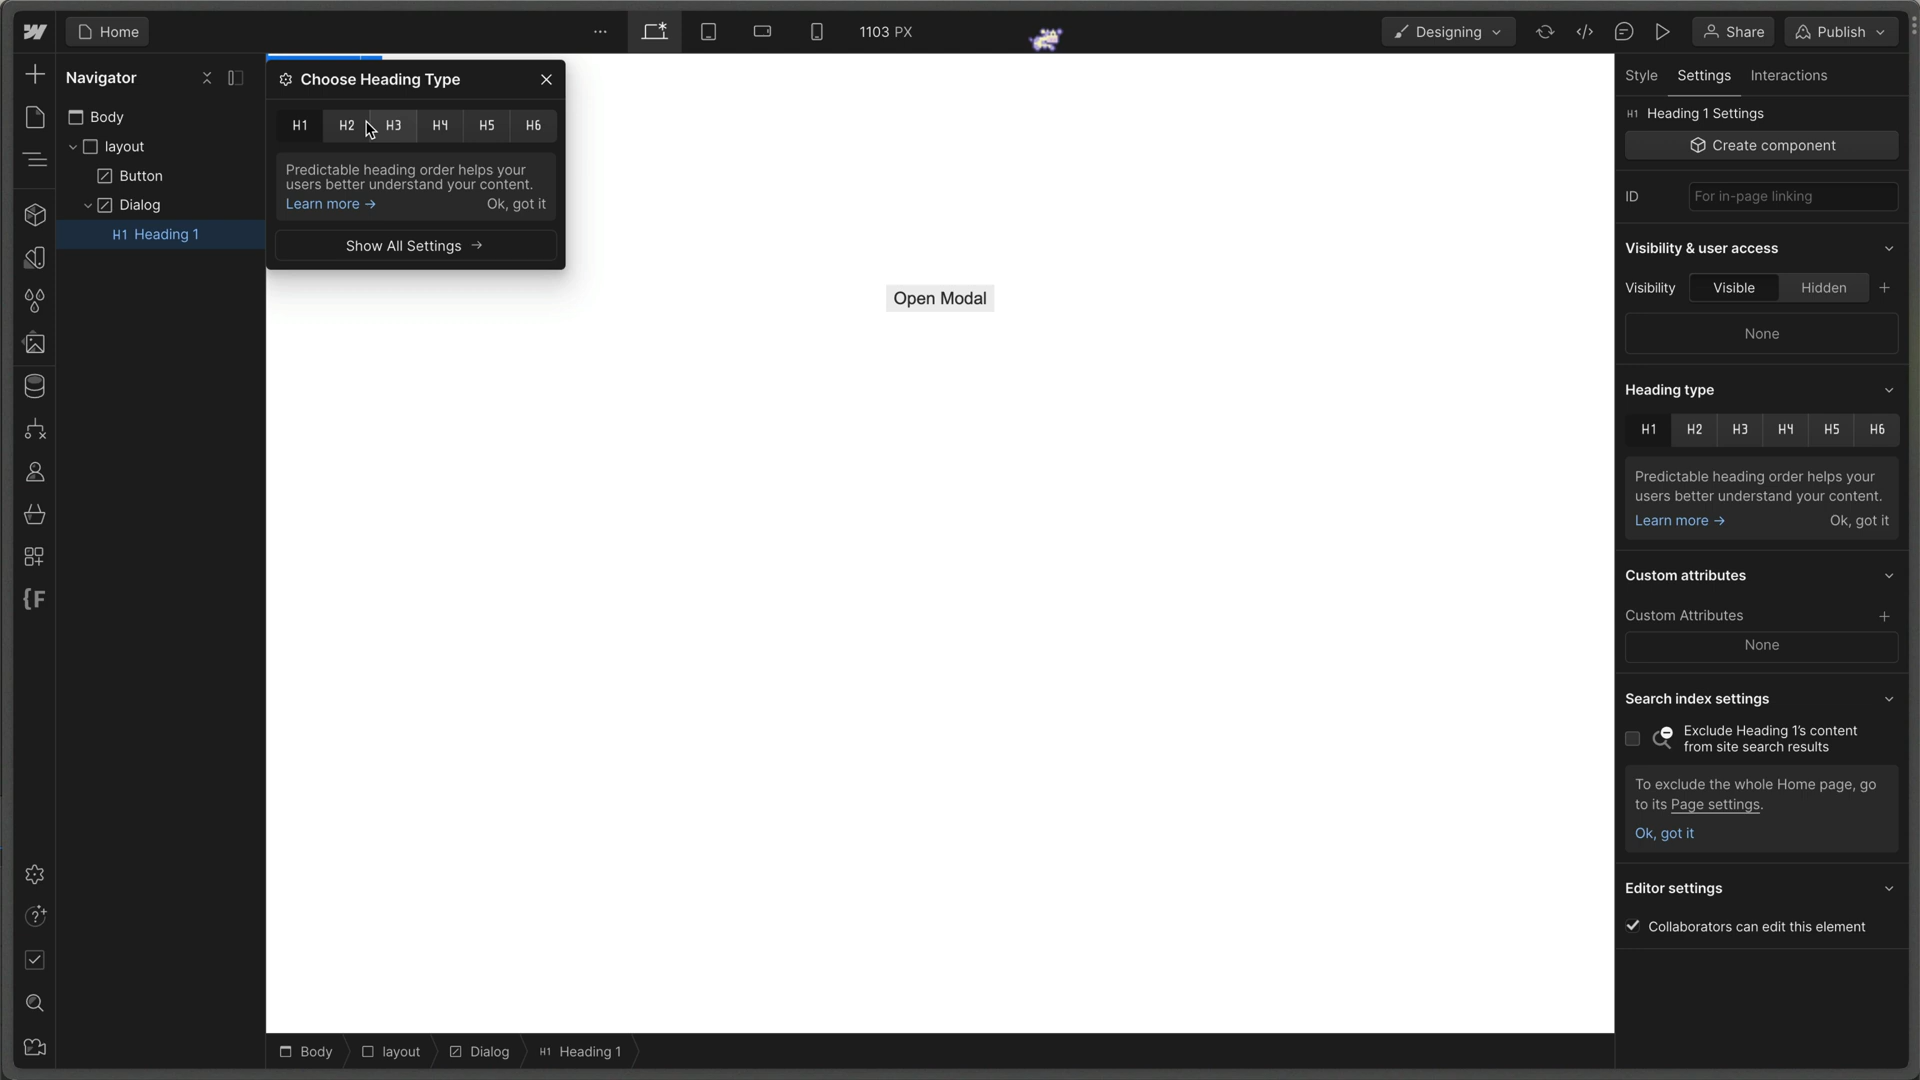 Home
1103 PX
Designing
Share
Publish
Navigator
Body
layout
Button
Dialog
H1 Heading 1
Choose Heading Type
H1 H2 H3 H4 H5 H6
Predictable heading order helps your
users better understand your content.
Learn more → Ok, got it
Show All Settings →
Open Modal
Style Settings Interactions
H1 Heading 1 Settings
Create component
ID For in-page linking
Visibility & user access
Visibility Visible Hidden
None
Heading type
H1 H2 H3 H4 H5 H6
Predictable heading order helps your
users better understand your content.
Learn more → Ok, got it
Custom attributes
Custom Attributes
None
Search index settings
Exclude Heading 1's content
from site search results
To exclude the whole Home page, go
to its Page settings.
Ok, got it
Editor settings
Collaborators can edit this element
{F
Body layout Dialog H1 Heading 1